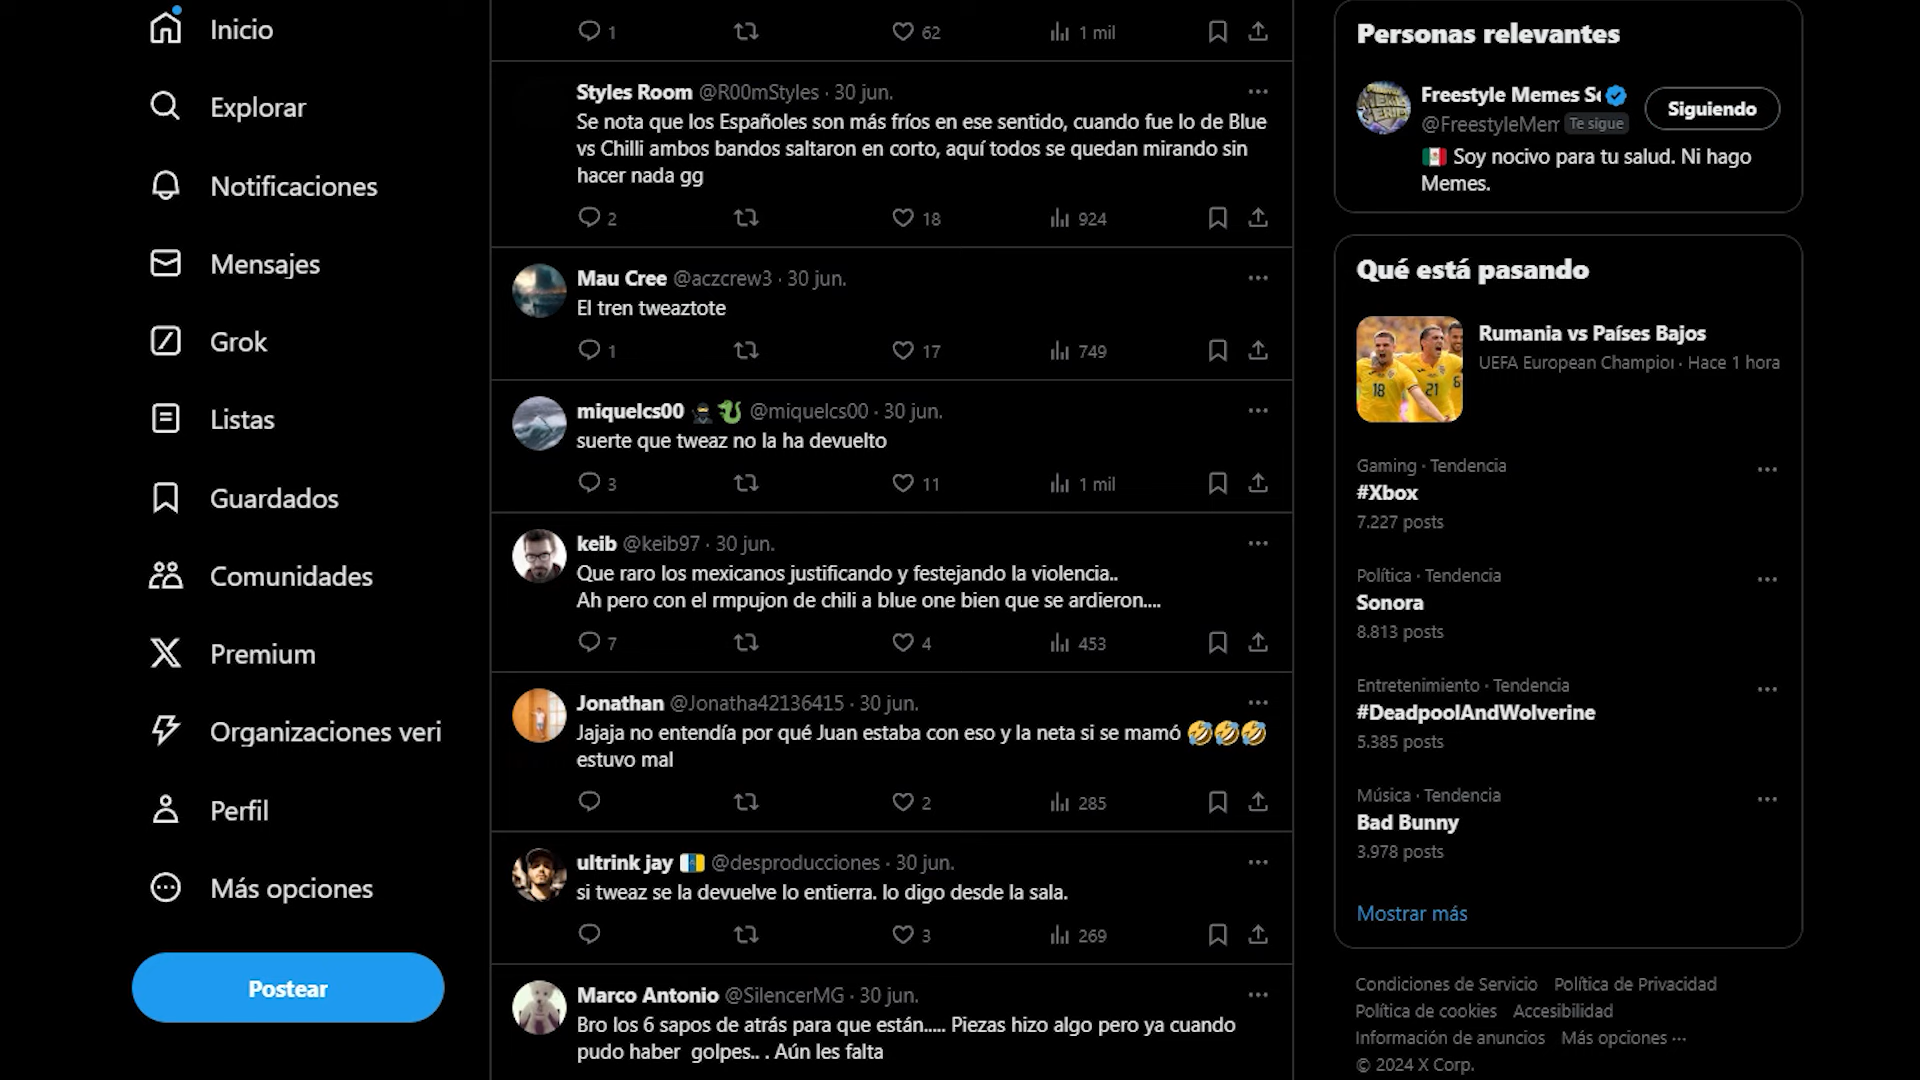 Inicio
Explorar
Notificaciones
Mensajes
Grok
Listas
Guardados
Comunidades
Premium
Organizaciones veri
Perfil
Más opciones
Postear
1 62 1 mil
Styles Room @R00mStyles · 30 jun.
Se nota que los Españoles son más fríos en ese sentido, cuando fue lo de Blue
vs Chilli ambos bandos saltaron en corto, aquí todos se quedan mirando sin
hacer nada gg
2 18 924
Mau Cree @aczcrew3 · 30 jun.
El tren tweaztote
1 17 749
miquelcs00 🥷🐍 @miquelcs00 · 30 jun.
suerte que tweaz no la ha devuelto
3 11 1 mil
keib @keib97 · 30 jun.
Que raro los mexicanos justificando y festejando la violencia..
Ah pero con el rmpujon de chili a blue one bien que se ardieron....
7 4 453
Jonathan @Jonatha42136415 · 30 jun.
Jajaja no entendía por qué Juan estaba con eso y la neta si se mamó 🤣🤣🤣
estuvo mal
2 285
ultrink jay 🇮🇨 @desproducciones · 30 jun.
si tweaz se la devuelve lo entierra. lo digo desde la sala.
3 269
Marco Antonio @SilencerMG · 30 jun.
Bro los 6 sapos de atrás para que están..... Piezas hizo algo pero ya cuando
pudo haber golpes.. . Aún les falta
Personas relevantes
Freestyle Memes Se
@FreestyleMem Te sigue
Siguiendo
🇲🇽 Soy nocivo para tu salud. Ni hago
Memes.
Qué está pasando
Rumania vs Países Bajos
UEFA European Champion · Hace 1 hora
18 21 6
Gaming · Tendencia
#Xbox
7.227 posts
Política · Tendencia
Sonora
8.813 posts
Entretenimiento · Tendencia
#DeadpoolAndWolverine
5.385 posts
Música · Tendencia
Bad Bunny
3.978 posts
Mostrar más
Condiciones de Servicio Política de Privacidad
Política de cookies Accesibilidad
Información de anuncios Más opciones ···
© 2024 X Corp.